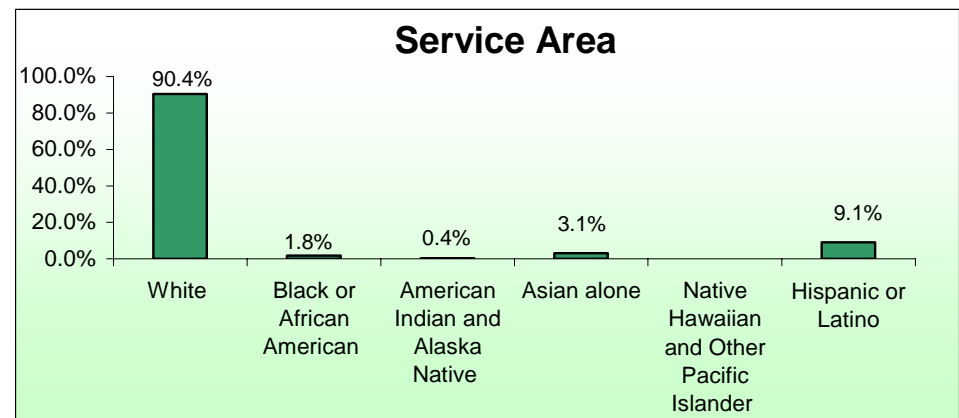 Service Area
100.0%
80.0%
60.0%
40.0%
20.0%
0.0%
90.4%
1.8%
0.4%
3.1%
9.1%
White
Black or
African
American
American
Indian and
Alaska
Native
Asian alone
Native
Hawaiian
and Other
Pacific
Islander
Hispanic or
Latino